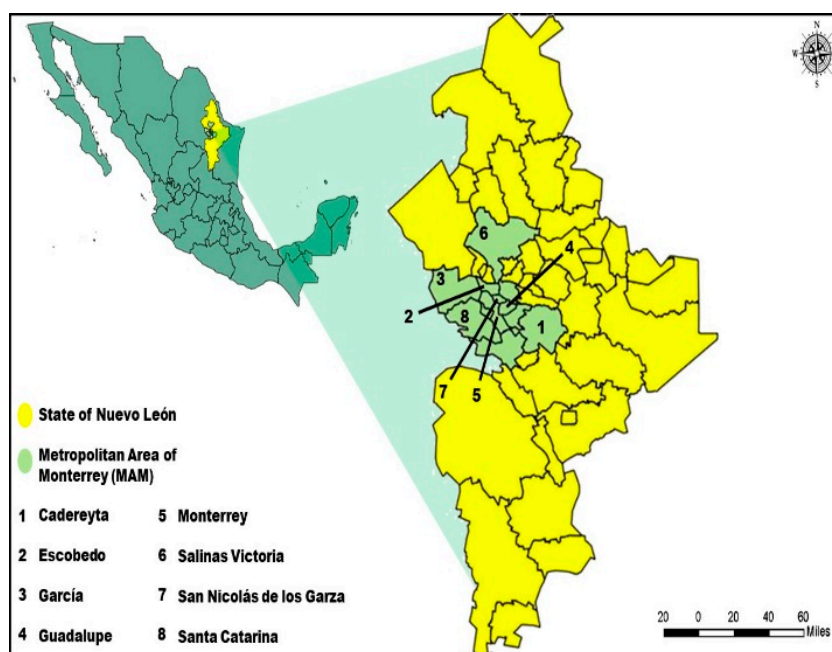 N
W
S
6
4
3
2
8
1
7
5
State of Nuevo León
Metropolitan Area of
Monterrey (MAM)
1 Cadereyta
2 Escobedo
3 García
4 Guadalupe
5 Monterrey
6 Salinas Victoria
7 San Nicolás de los Garza
8 Santa Catarina
20 0 20 40 60
Miles